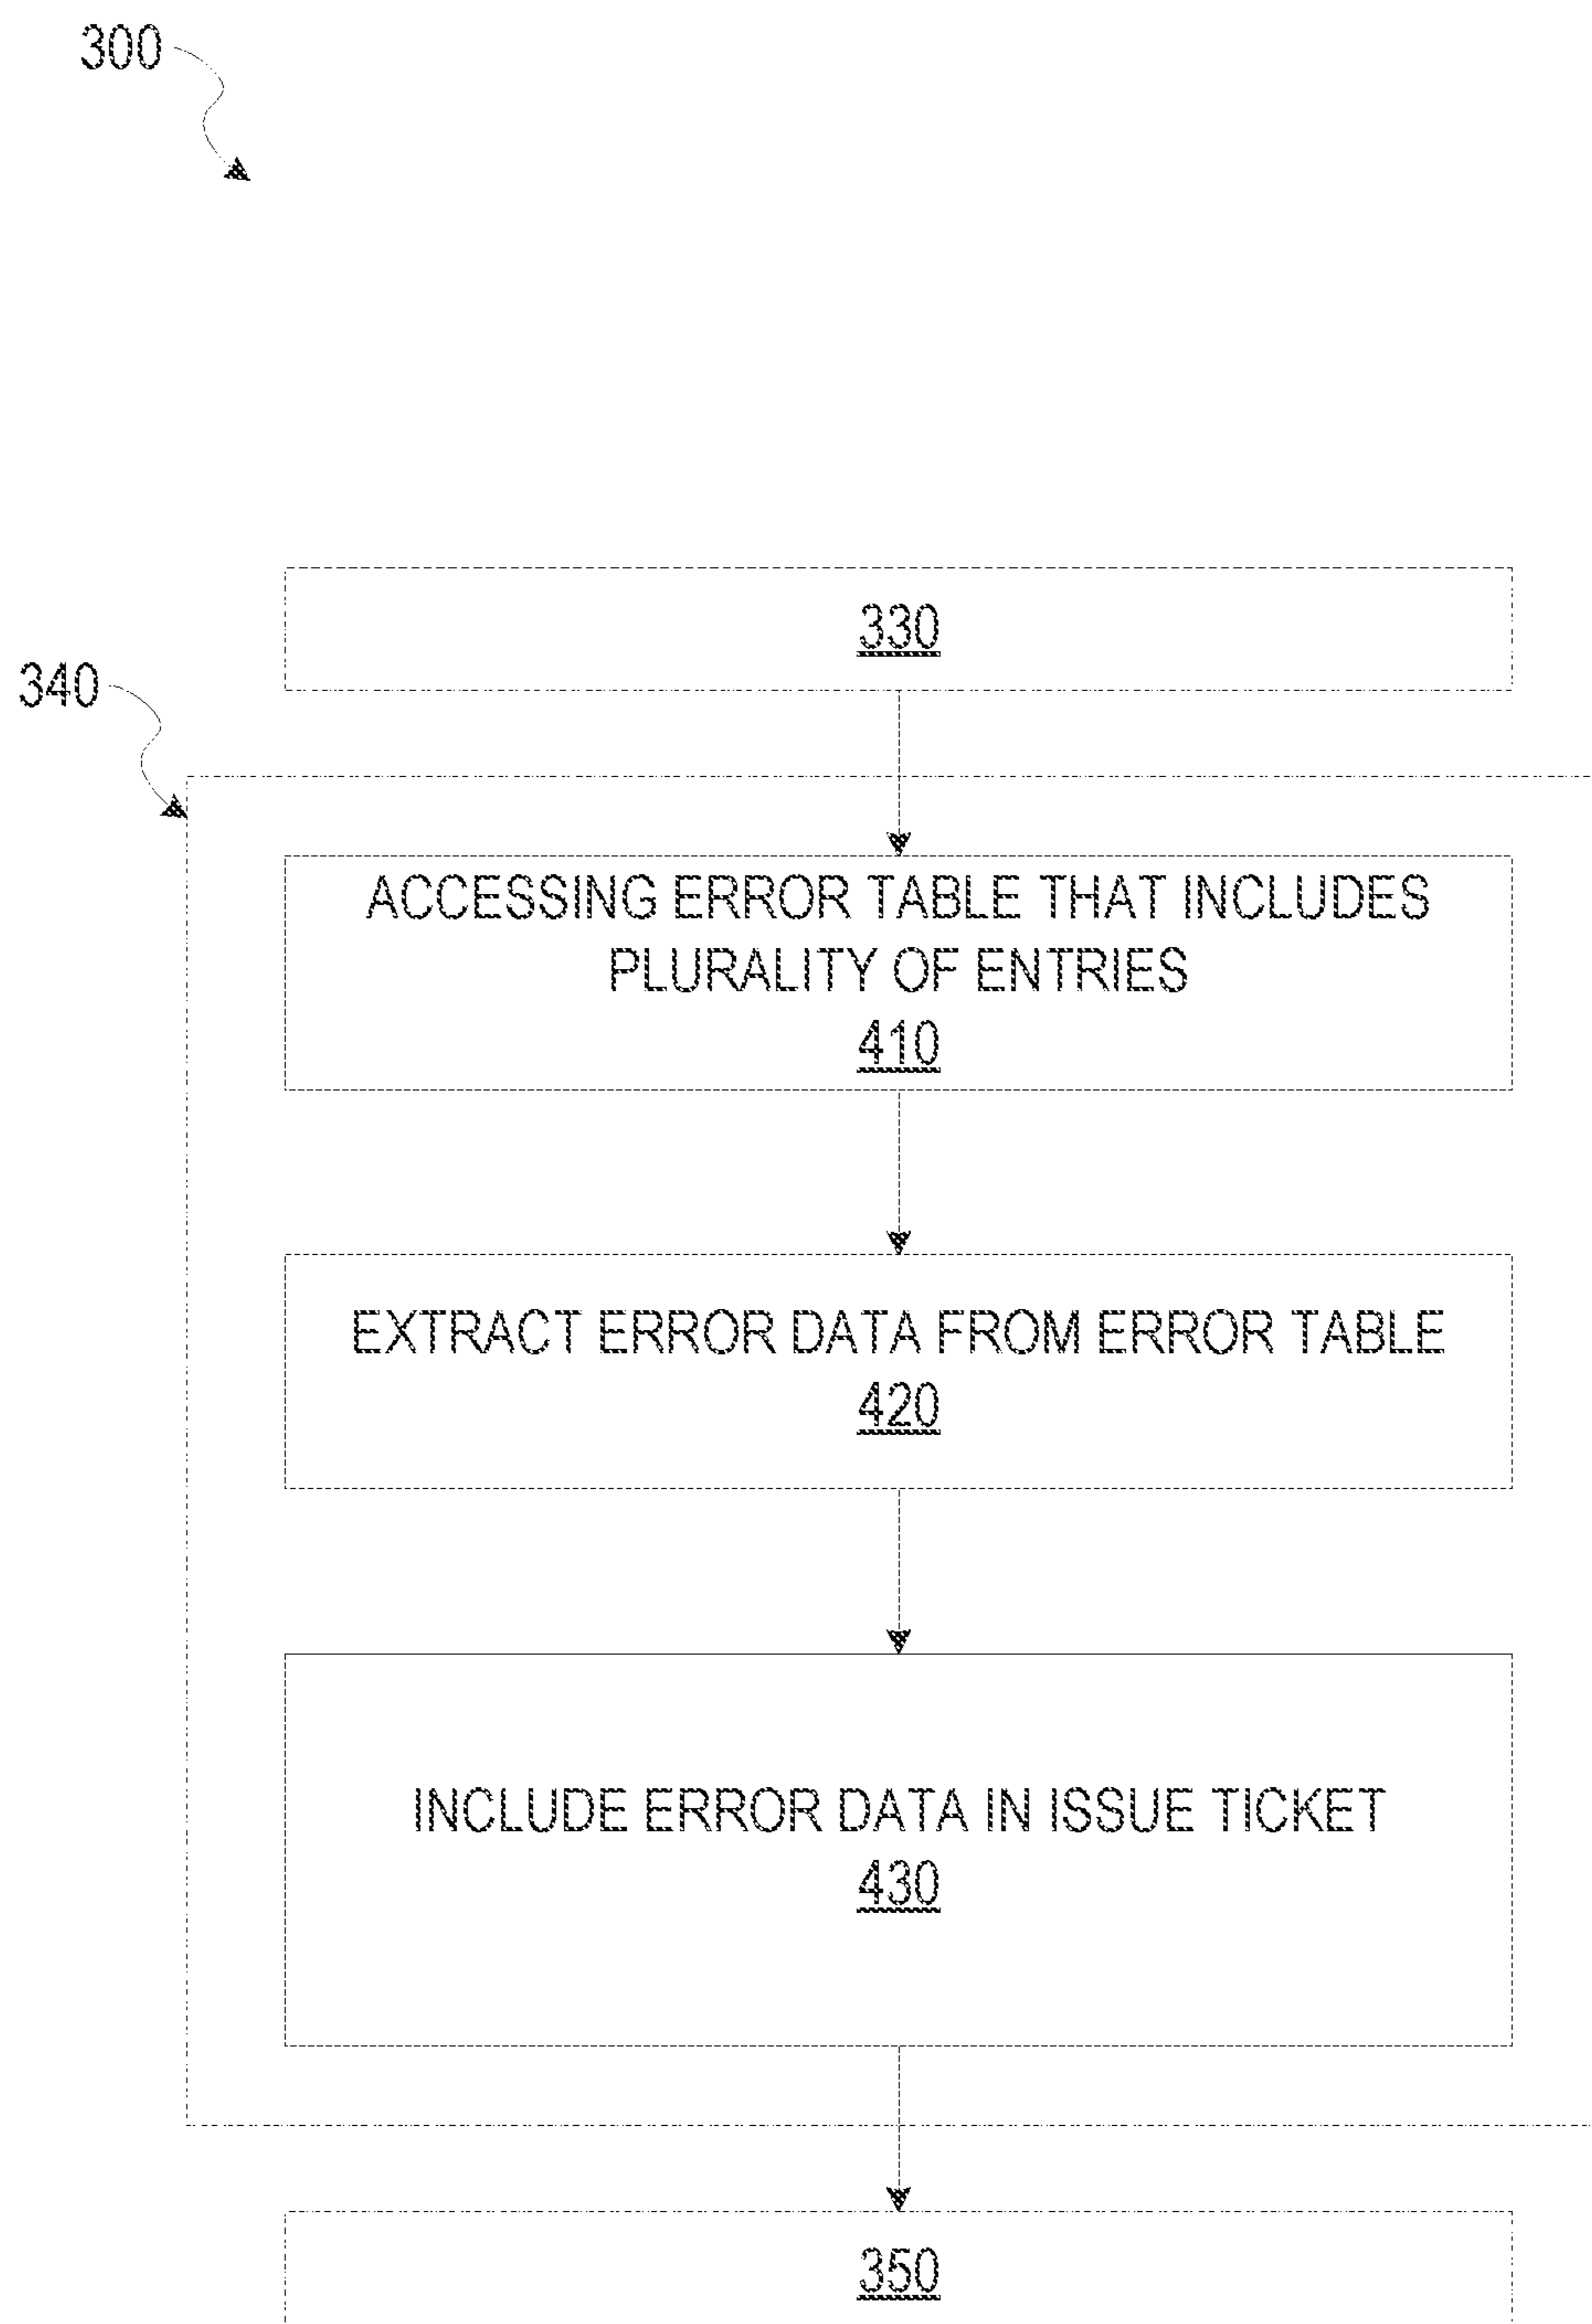 300
330
340
ACCESSING ERROR TABLE THAT INCLUDES
PLURALITY OF ENTRIES
410
EXTRACT ERROR DATA FROM ERROR TABLE
420
INCLUDE ERROR DATA IN ISSUE TICKET
430
350